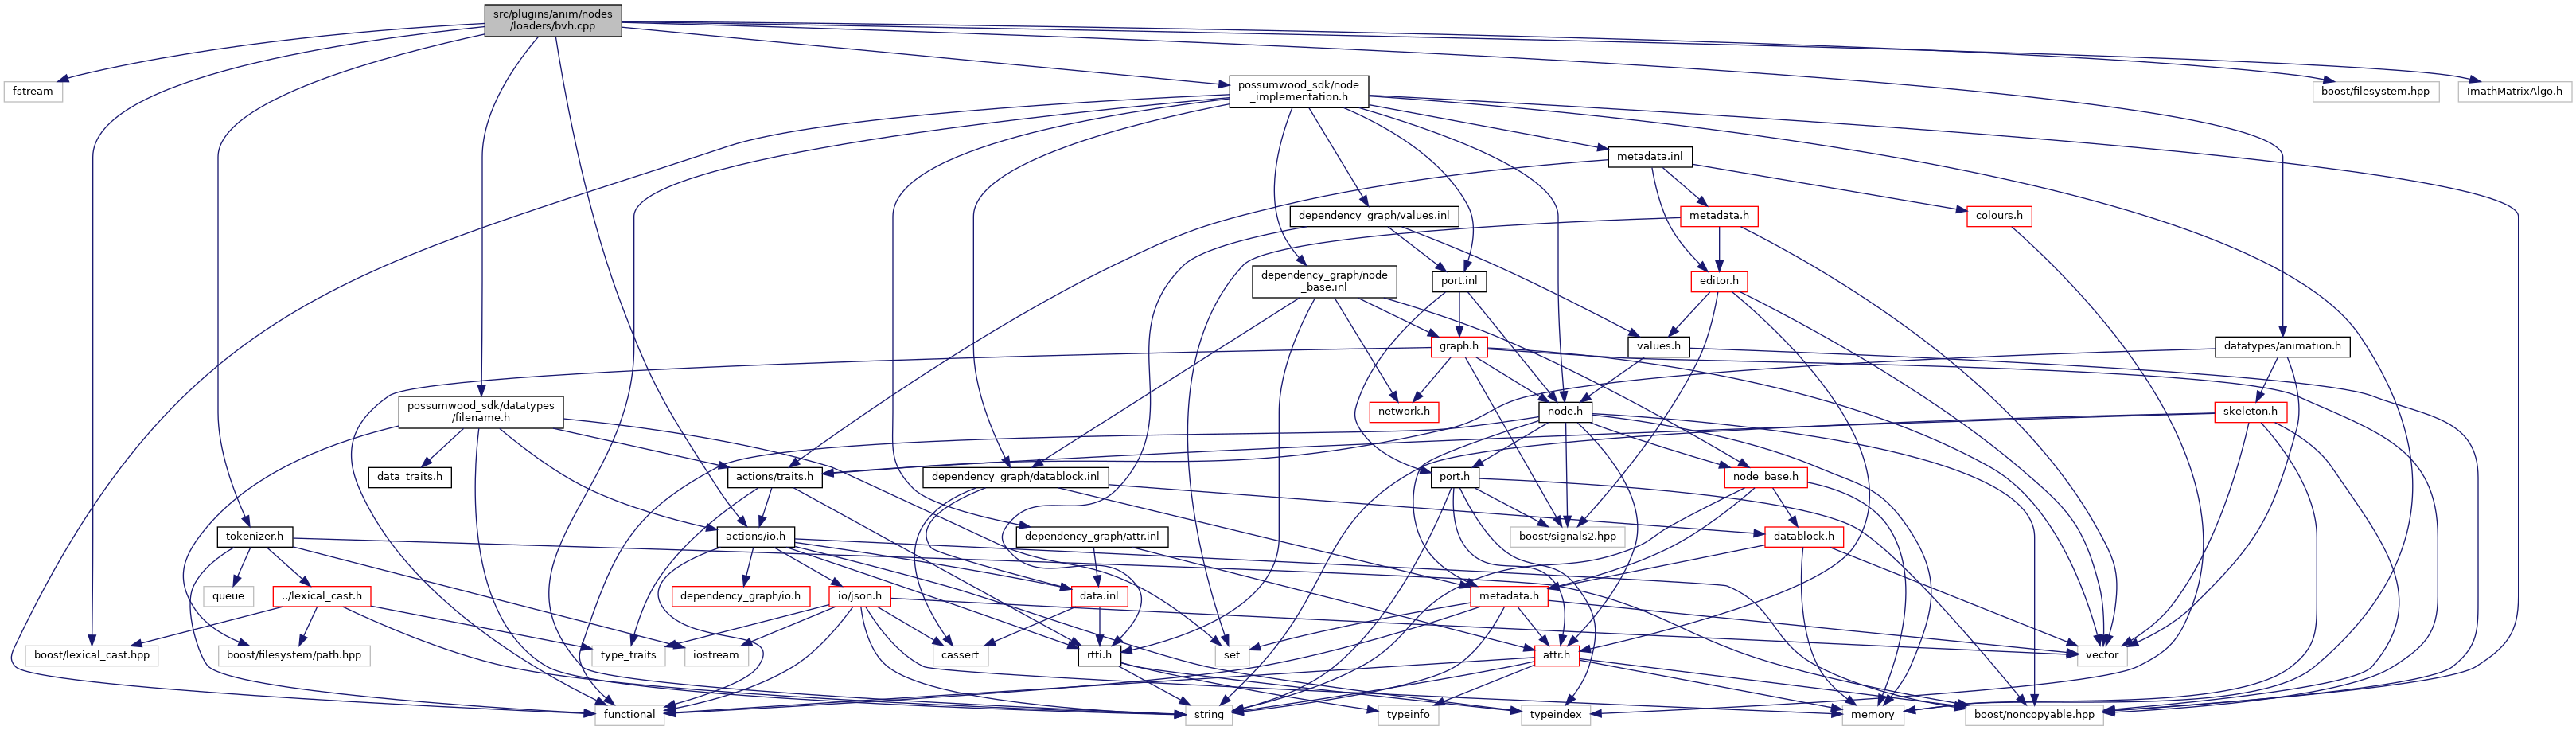 src/plugins/anim/nodes
/loaders/bvh.cpp
fstream
possumwood_sdk/node
_implementation.h
boost/filesystem.hpp
ImathMatrixAlgo.h
metadata.inl
dependency_graph/values.inl
metadata.h
colours.h
dependency_graph/node
_base.inl
port.inl
editor.h
graph.h
values.h
datatypes/animation.h
possumwood_sdk/datatypes
/filename.h
network.h
node.h
skeleton.h
data_traits.h
actions/traits.h
dependency_graph/datablock.inl
port.h
node_base.h
tokenizer.h
actions/io.h
dependency_graph/attr.inl
boost/signals2.hpp
datablock.h
queue
../lexical_cast.h
dependency_graph/io.h
io/json.h
data.inl
metadata.h
boost/lexical_cast.hpp
boost/filesystem/path.hpp
type_traits
iostream
cassert
rtti.h
set
attr.h
vector
functional
string
typeinfo
typeindex
memory
boost/noncopyable.hpp